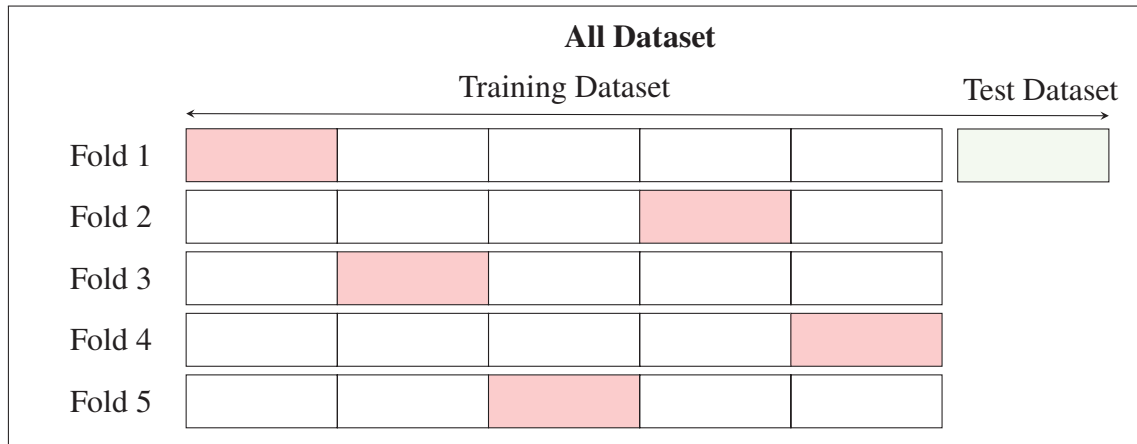 All Dataset
Training Dataset
Test Dataset
Fold 1
Fold 2
Fold 3
Fold 4
Fold 5